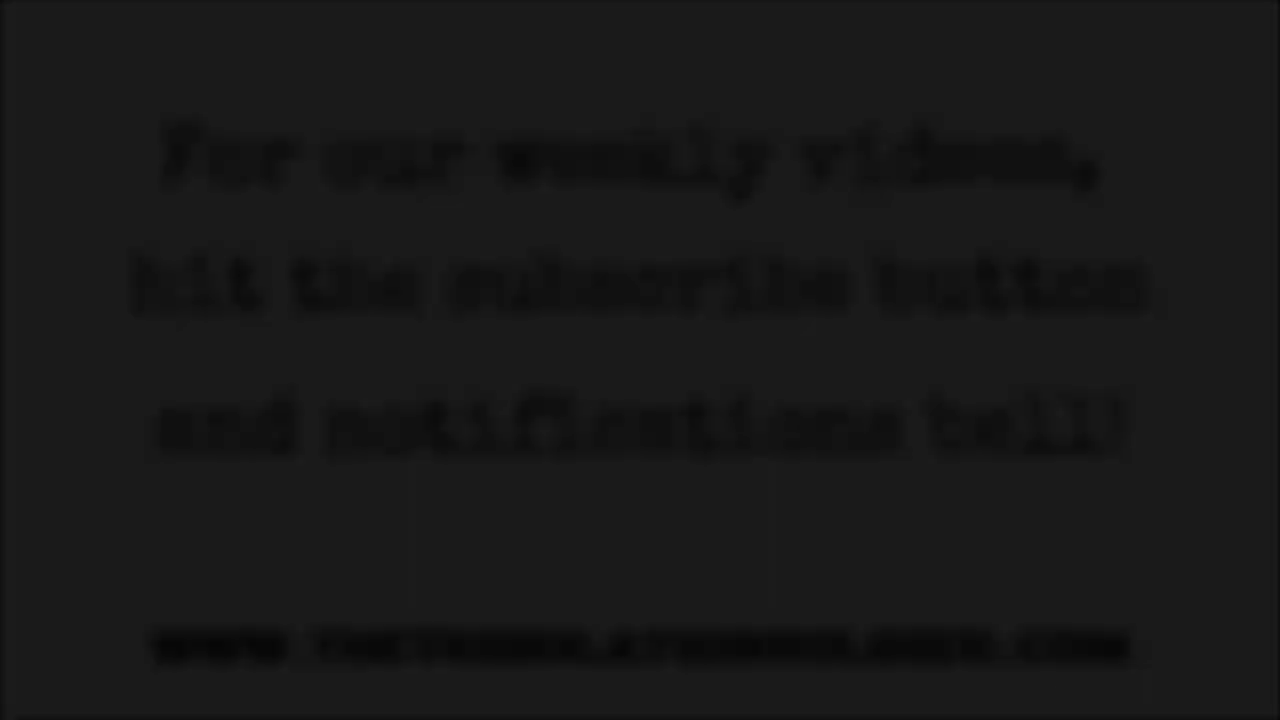 For our weekly videos,
hit the subscribe button
and notifications bell!